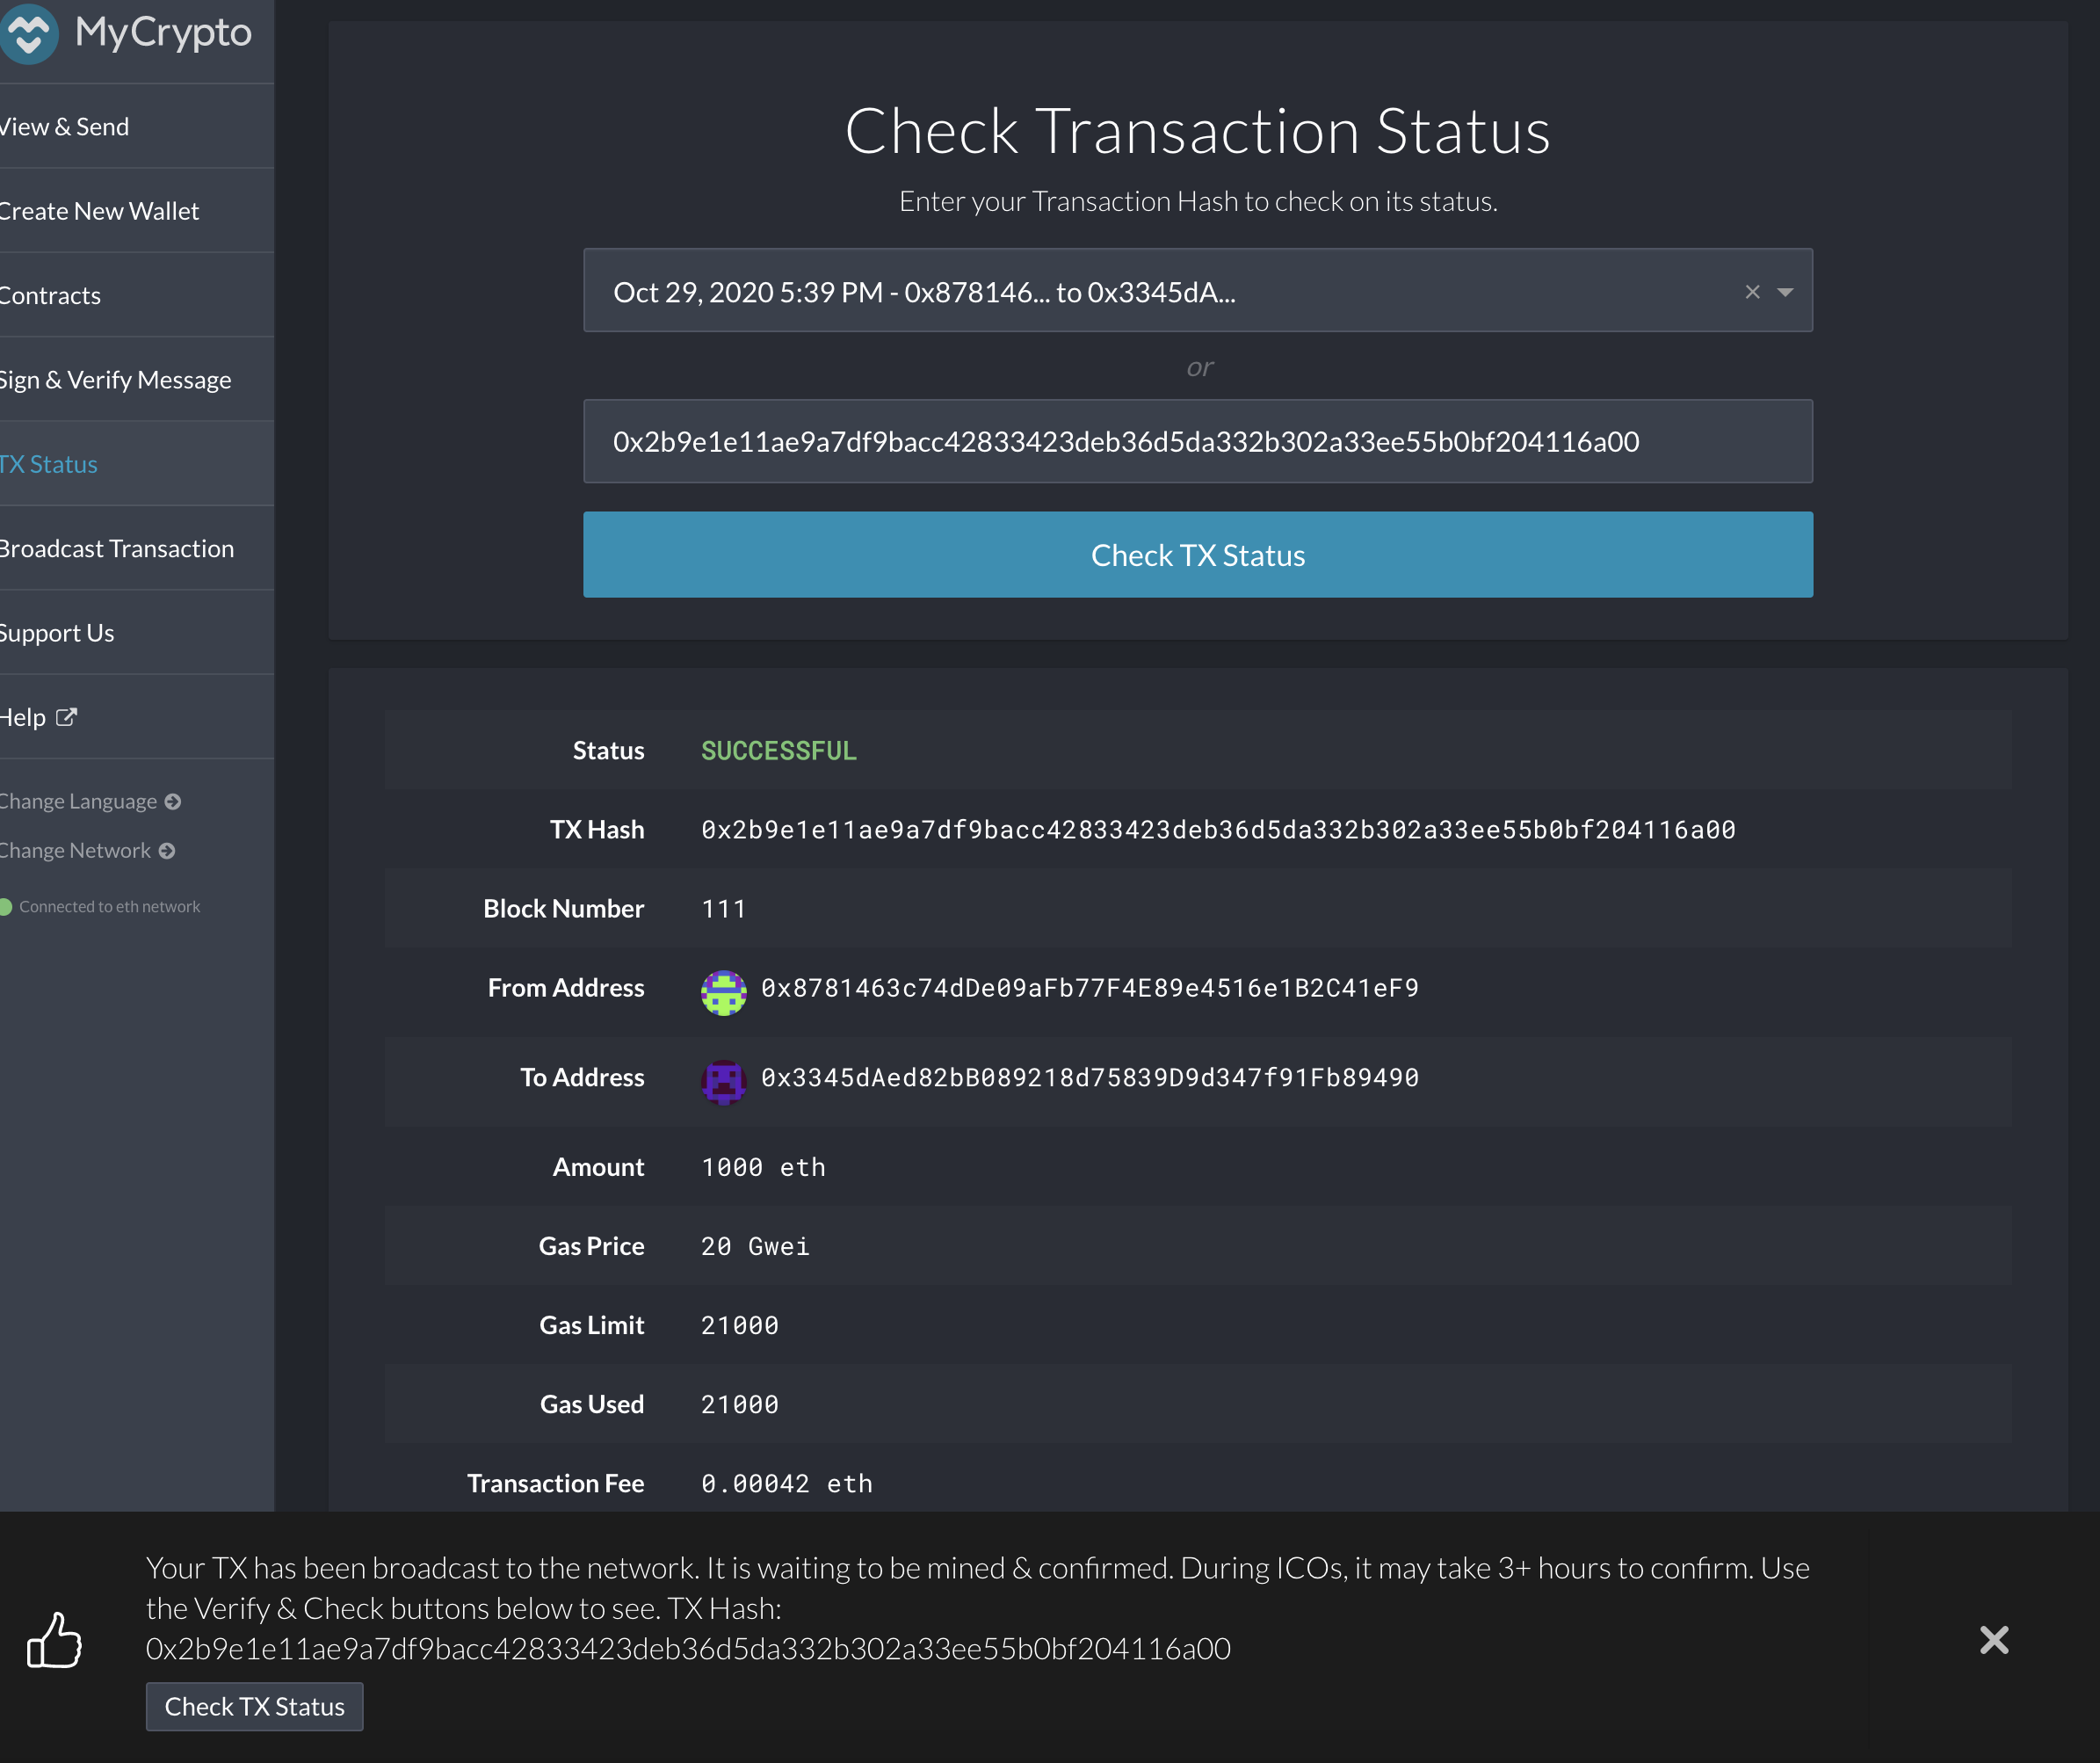 MyCrypto
View & Send
Create New Wallet
Contracts
Sign & Verify Message
TX Status
Broadcast Transaction
Support Us
Help
Change Language
Change Network
Connected to eth network
Check Transaction Status
Enter your Transaction Hash to check on its status.
Oct 29, 2020 5:39 PM - 0x878146... to 0x3345dA...
or
0x2b9e1e11ae9a7df9bacc42833423deb36d5da332b302a33ee55b0bf204116a00
Check TX Status
Status SUCCESSFUL
TX Hash 0x2b9e1e11ae9a7df9bacc42833423deb36d5da332b302a33ee55b0bf204116a00
Block Number 111
From Address 0x8781463c74dDe09aFb77F4E89e4516e1B2C41eF9
To Address 0x3345dAed82bB089218d75839D9d347f91Fb89490
Amount 1000 eth
Gas Price 20 Gwei
Gas Limit 21000
Gas Used 21000
Transaction Fee 0.00042 eth
Your TX has been broadcast to the network. It is waiting to be mined & confirmed. During ICOs, it may take 3+ hours to confirm. Use
the Verify & Check buttons below to see. TX Hash:
0x2b9e1e11ae9a7df9bacc42833423deb36d5da332b302a33ee55b0bf204116a00
Check TX Status